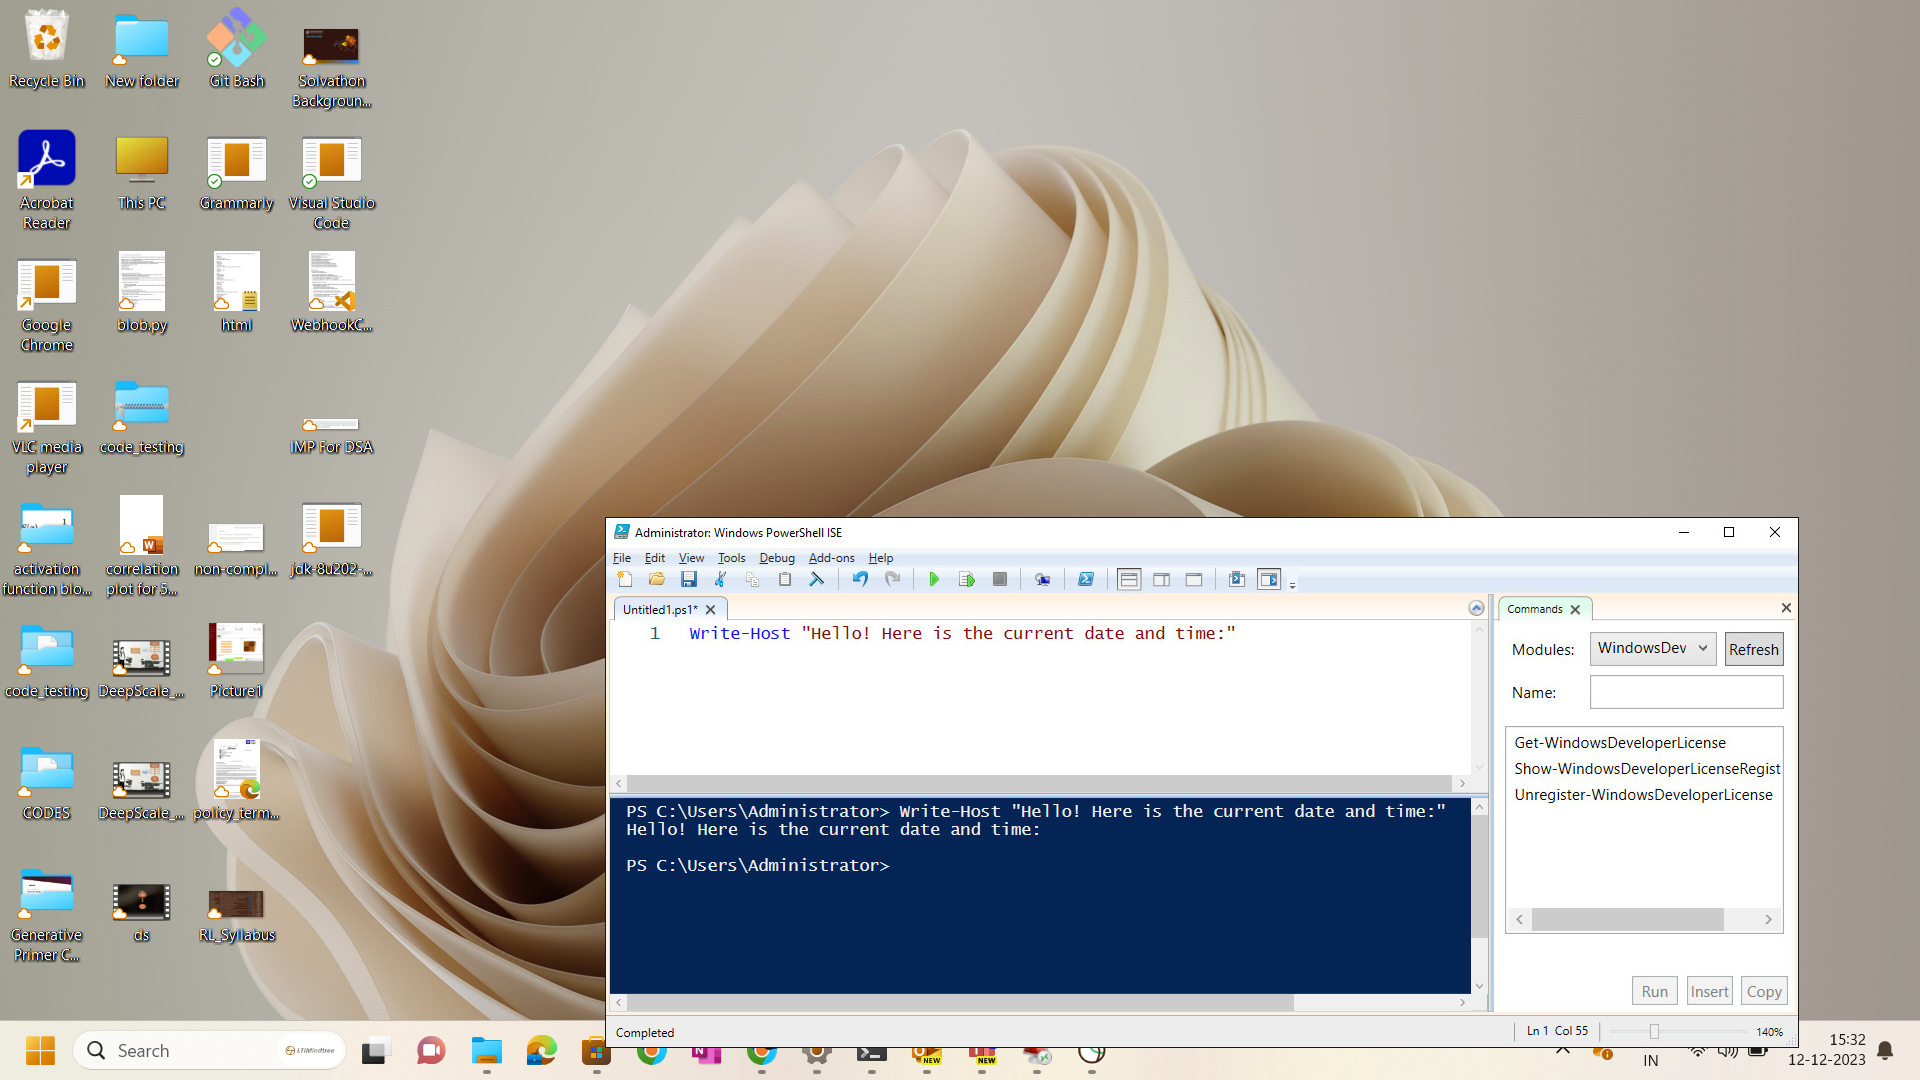 Recycle Bin
New folder
Git Bash
Solvathon
Backgroun...
Acrobat
Reader
This PC
Grammarly
Visual Studio
Code
Google
Chrome
blob.py
html
WebhookC...
VLC media
player
code_testing
IMP For DSA
activation
function blo...
correlation
plot for 5...
non-compl...
jdk-8u202-...
code_testing
DeepScale_...
Picture1
CODES
DeepScale_...
policy_term...
Generative
Primer C...
ds
RL_Syllabus
Administrator: Windows PowerShell ISE
File Edit View Tools Debug Add-ons Help
Untitled1.ps1*
1 Write-Host "Hello! Here is the current date and time:"
PS C:\Users\Administrator> Write-Host "Hello! Here is the current date and time:"
Hello! Here is the current date and time:
PS C:\Users\Administrator>
Commands
Modules: WindowsDev Refresh
Name:
Get-WindowsDeveloperLicense
Show-WindowsDeveloperLicenseRegist
Unregister-WindowsDeveloperLicense
Run Insert Copy
Completed
Ln 1 Col 55
140%
Search
LTIMindtree
NEW
NEW
IN
15:32
12-12-2023